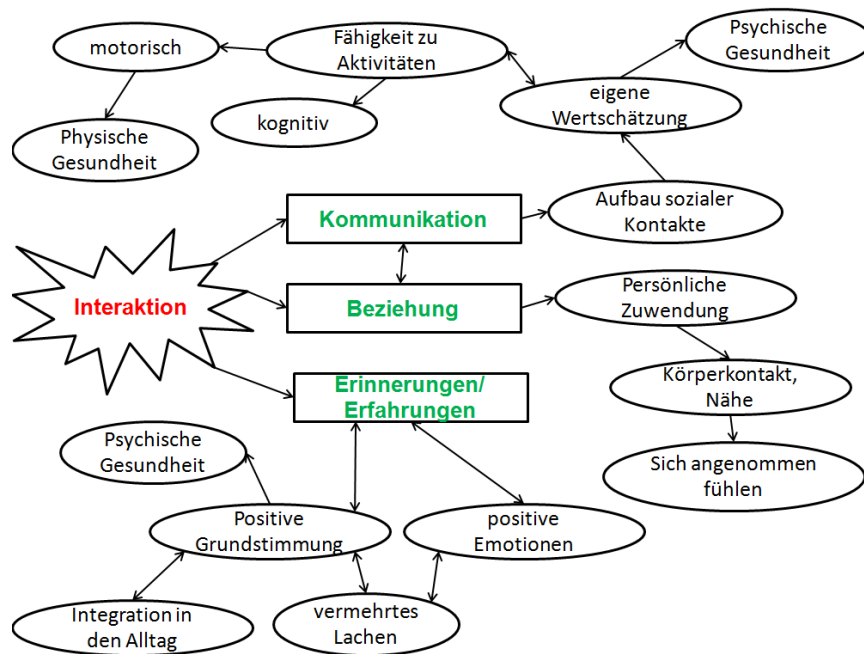 motorisch
Fähigkeit zu
Aktivitäten
Psychische
Gesundheit
eigene
Wertschätzung
kognitiv
Physische
Gesundheit
Kommunikation
Aufbau sozialer
Kontakte
Interaktion
Beziehung
Persönliche
Zuwendung
Erinnerungen/
Erfahrungen
Körperkontakt,
Nähe
Psychische
Gesundheit
Sich angenommen
fühlen
Positive
Grundstimmung
positive
Emotionen
Integration in
den Alltag
vermehrtes
Lachen